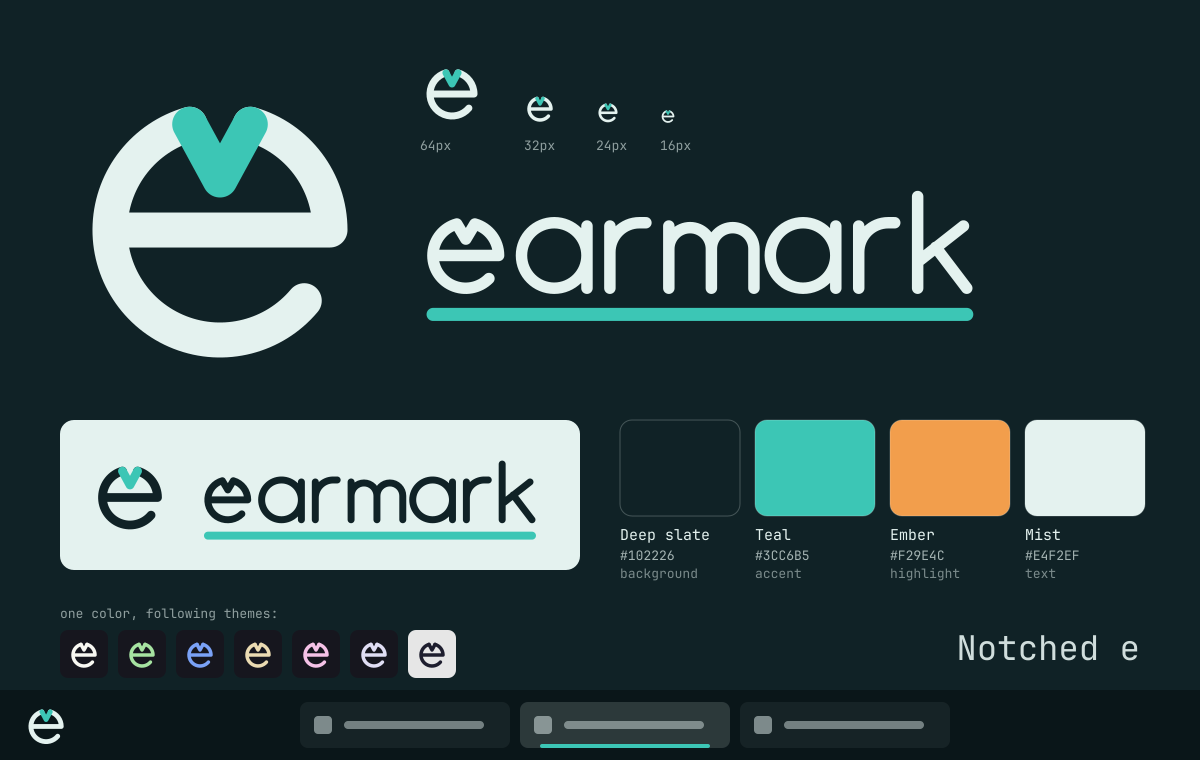 64px 32px 24px 16px
earmark
earmark
Deep slate Teal Ember Mist
#102226 #3CC6B5 #F29E4C #E4F2EF
background accent highlight text
one color, following themes:
Notched e